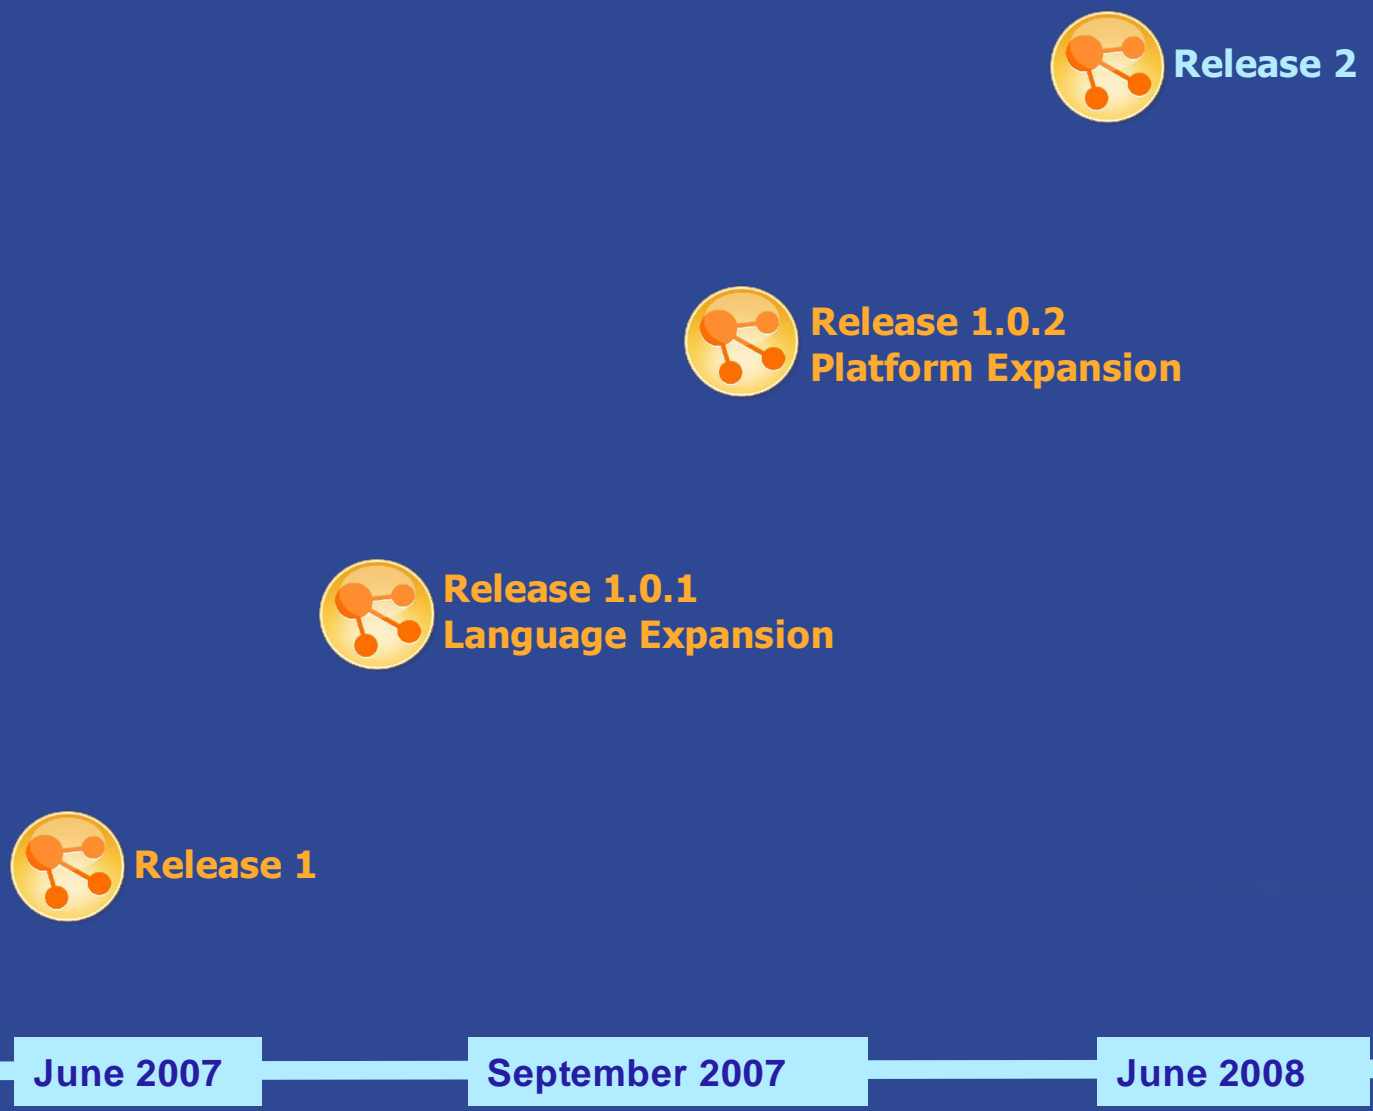 Release 2
Release 1.0.2
Platform Expansion
Release 1.0.1
Language Expansion
Release 1
June 2007
September 2007
June 2008